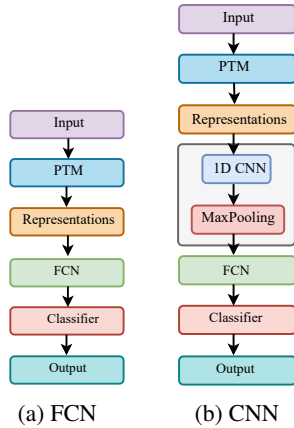 Input
PTM
Representations
FCN
Classifier
Output
(a) FCN
Input
PTM
Representations
1D CNN
MaxPooling
FCN
Classifier
Output
(b) CNN